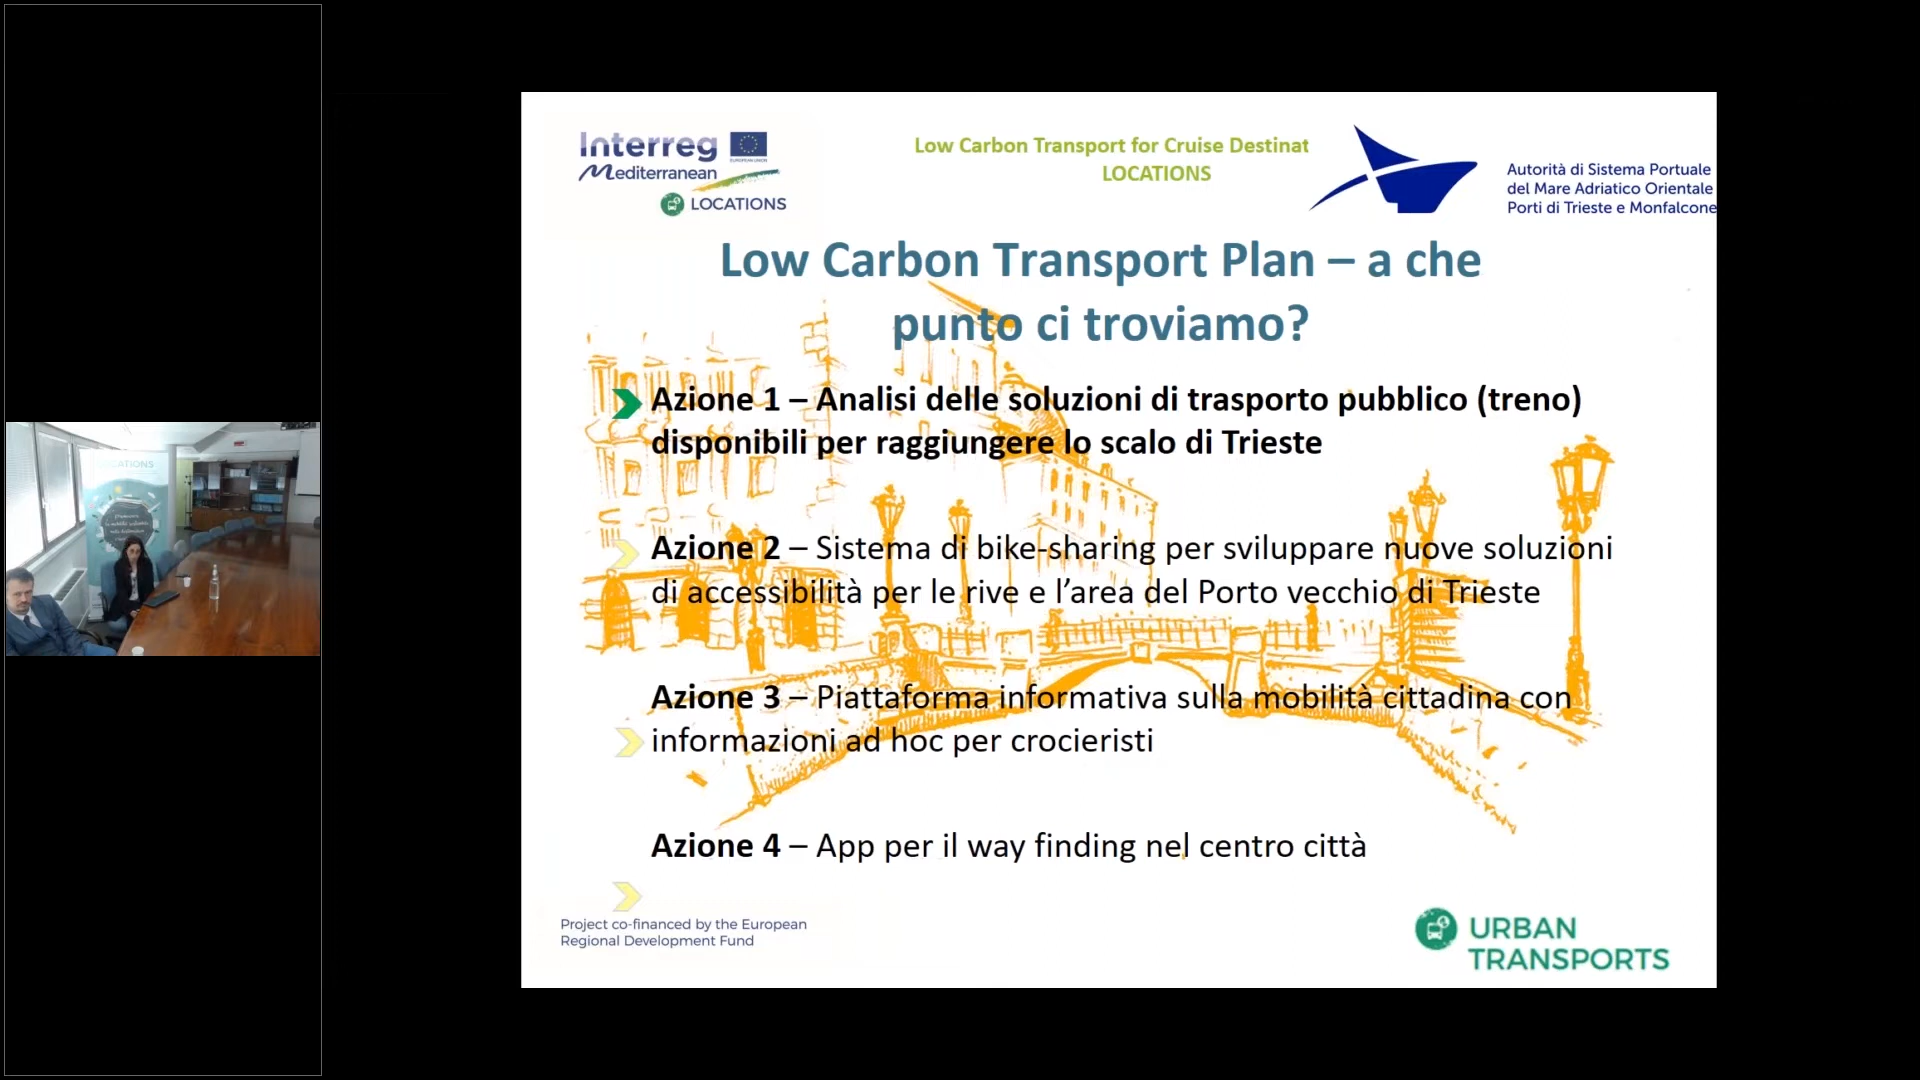 Interreg
EUROPEAN UNION
Mediterranean
LOCATIONS
Low Carbon Transport for Cruise Destinat
LOCATIONS
Autorità di Sistema Portuale
del Mare Adriatico Orientale
Porti di Trieste e Monfalcone
Low Carbon Transport Plan – a che
punto ci troviamo?
Azione 1 – Analisi delle soluzioni di trasporto pubblico (treno)
disponibili per raggiungere lo scalo di Trieste
Azione 2 – Sistema di bike-sharing per sviluppare nuove soluzioni
di accessibilità per le rive e l’area del Porto vecchio di Trieste
Azione 3 – Piattaforma informativa sulla mobilità cittadina con
informazioni ad hoc per crocieristi
Azione 4 – App per il way finding nel centro città
Project co-financed by the European
Regional Development Fund
URBAN
TRANSPORTS